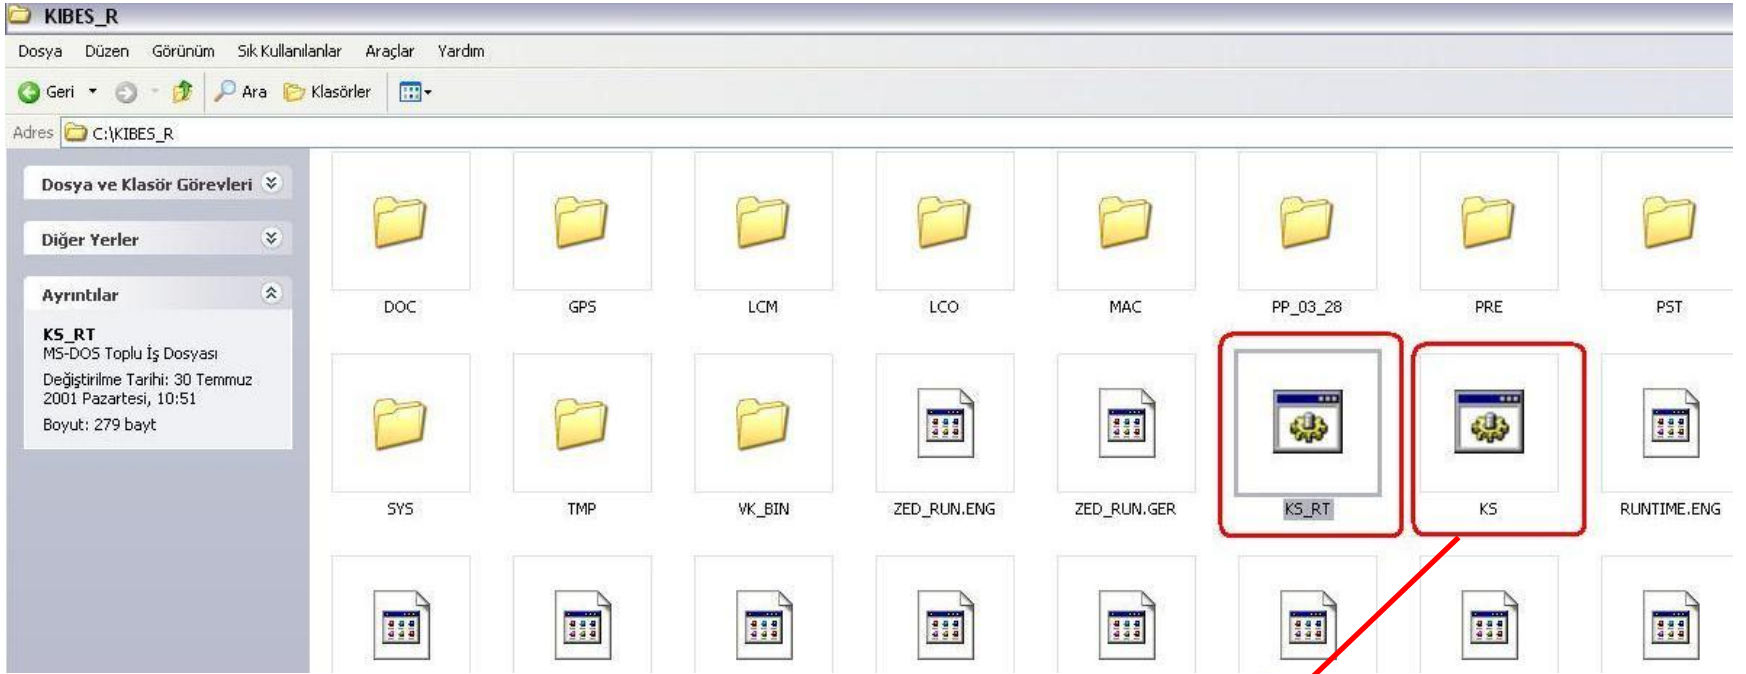 KIBES_R
Dosya Düzen Görünüm Sık Kullanılanlar Araçlar Yardım
Geri Ara Klasörler
Adres C:\KIBES_R
Dosya ve Klasör Görevleri
Diğer Yerler
Ayrıntılar
KS_RT
MS-DOS Toplu İş Dosyası
Değiştirilme Tarihi: 30 Temmuz
2001 Pazartesi, 10:51
Boyut: 279 bayt
DOC GPS LCM LCO MAC PP_03_28 PRE PST
SYS TMP VK_BIN ZED_RUN.ENG ZED_RUN.GER KS_RT KS RUNTIME.ENG